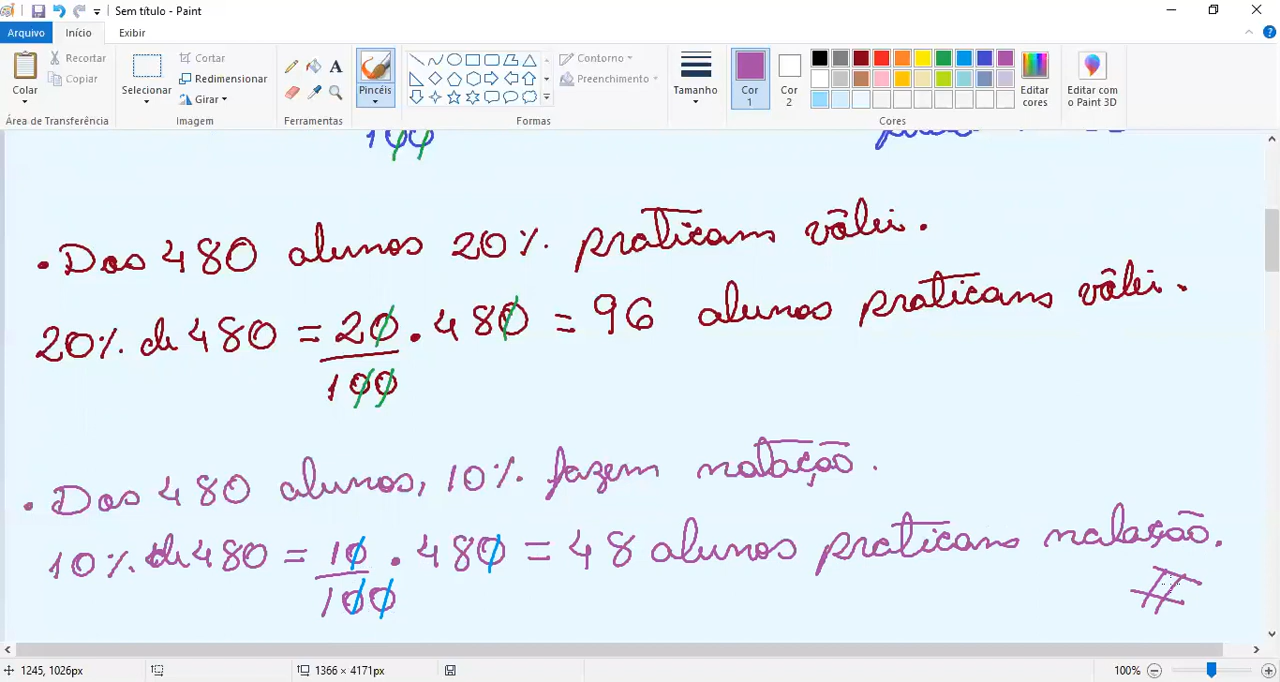 Sem título - Paint
Arquivo Início Exibir
Colar
Recortar
Copiar
Área de Transferência
Selecionar
Cortar
Redimensionar
Girar
Imagem
A
Ferramentas
Pincéis
Contorno
Preenchimento
Formas
Tamanho
Cor 1
Cor 2
Editar cores
Cores
Editar com o Paint 3D
100
• Dos 480 alunos 20% praticam vôlei.
20% de 480 = 20/100 . 480 = 96 alunos praticam vôlei.
• Dos 480 alunos, 10% fazem natação.
10% de 480 = 10/100 . 480 = 48 alunos praticam natação.
1245, 1026px
1366 × 4171px
100%